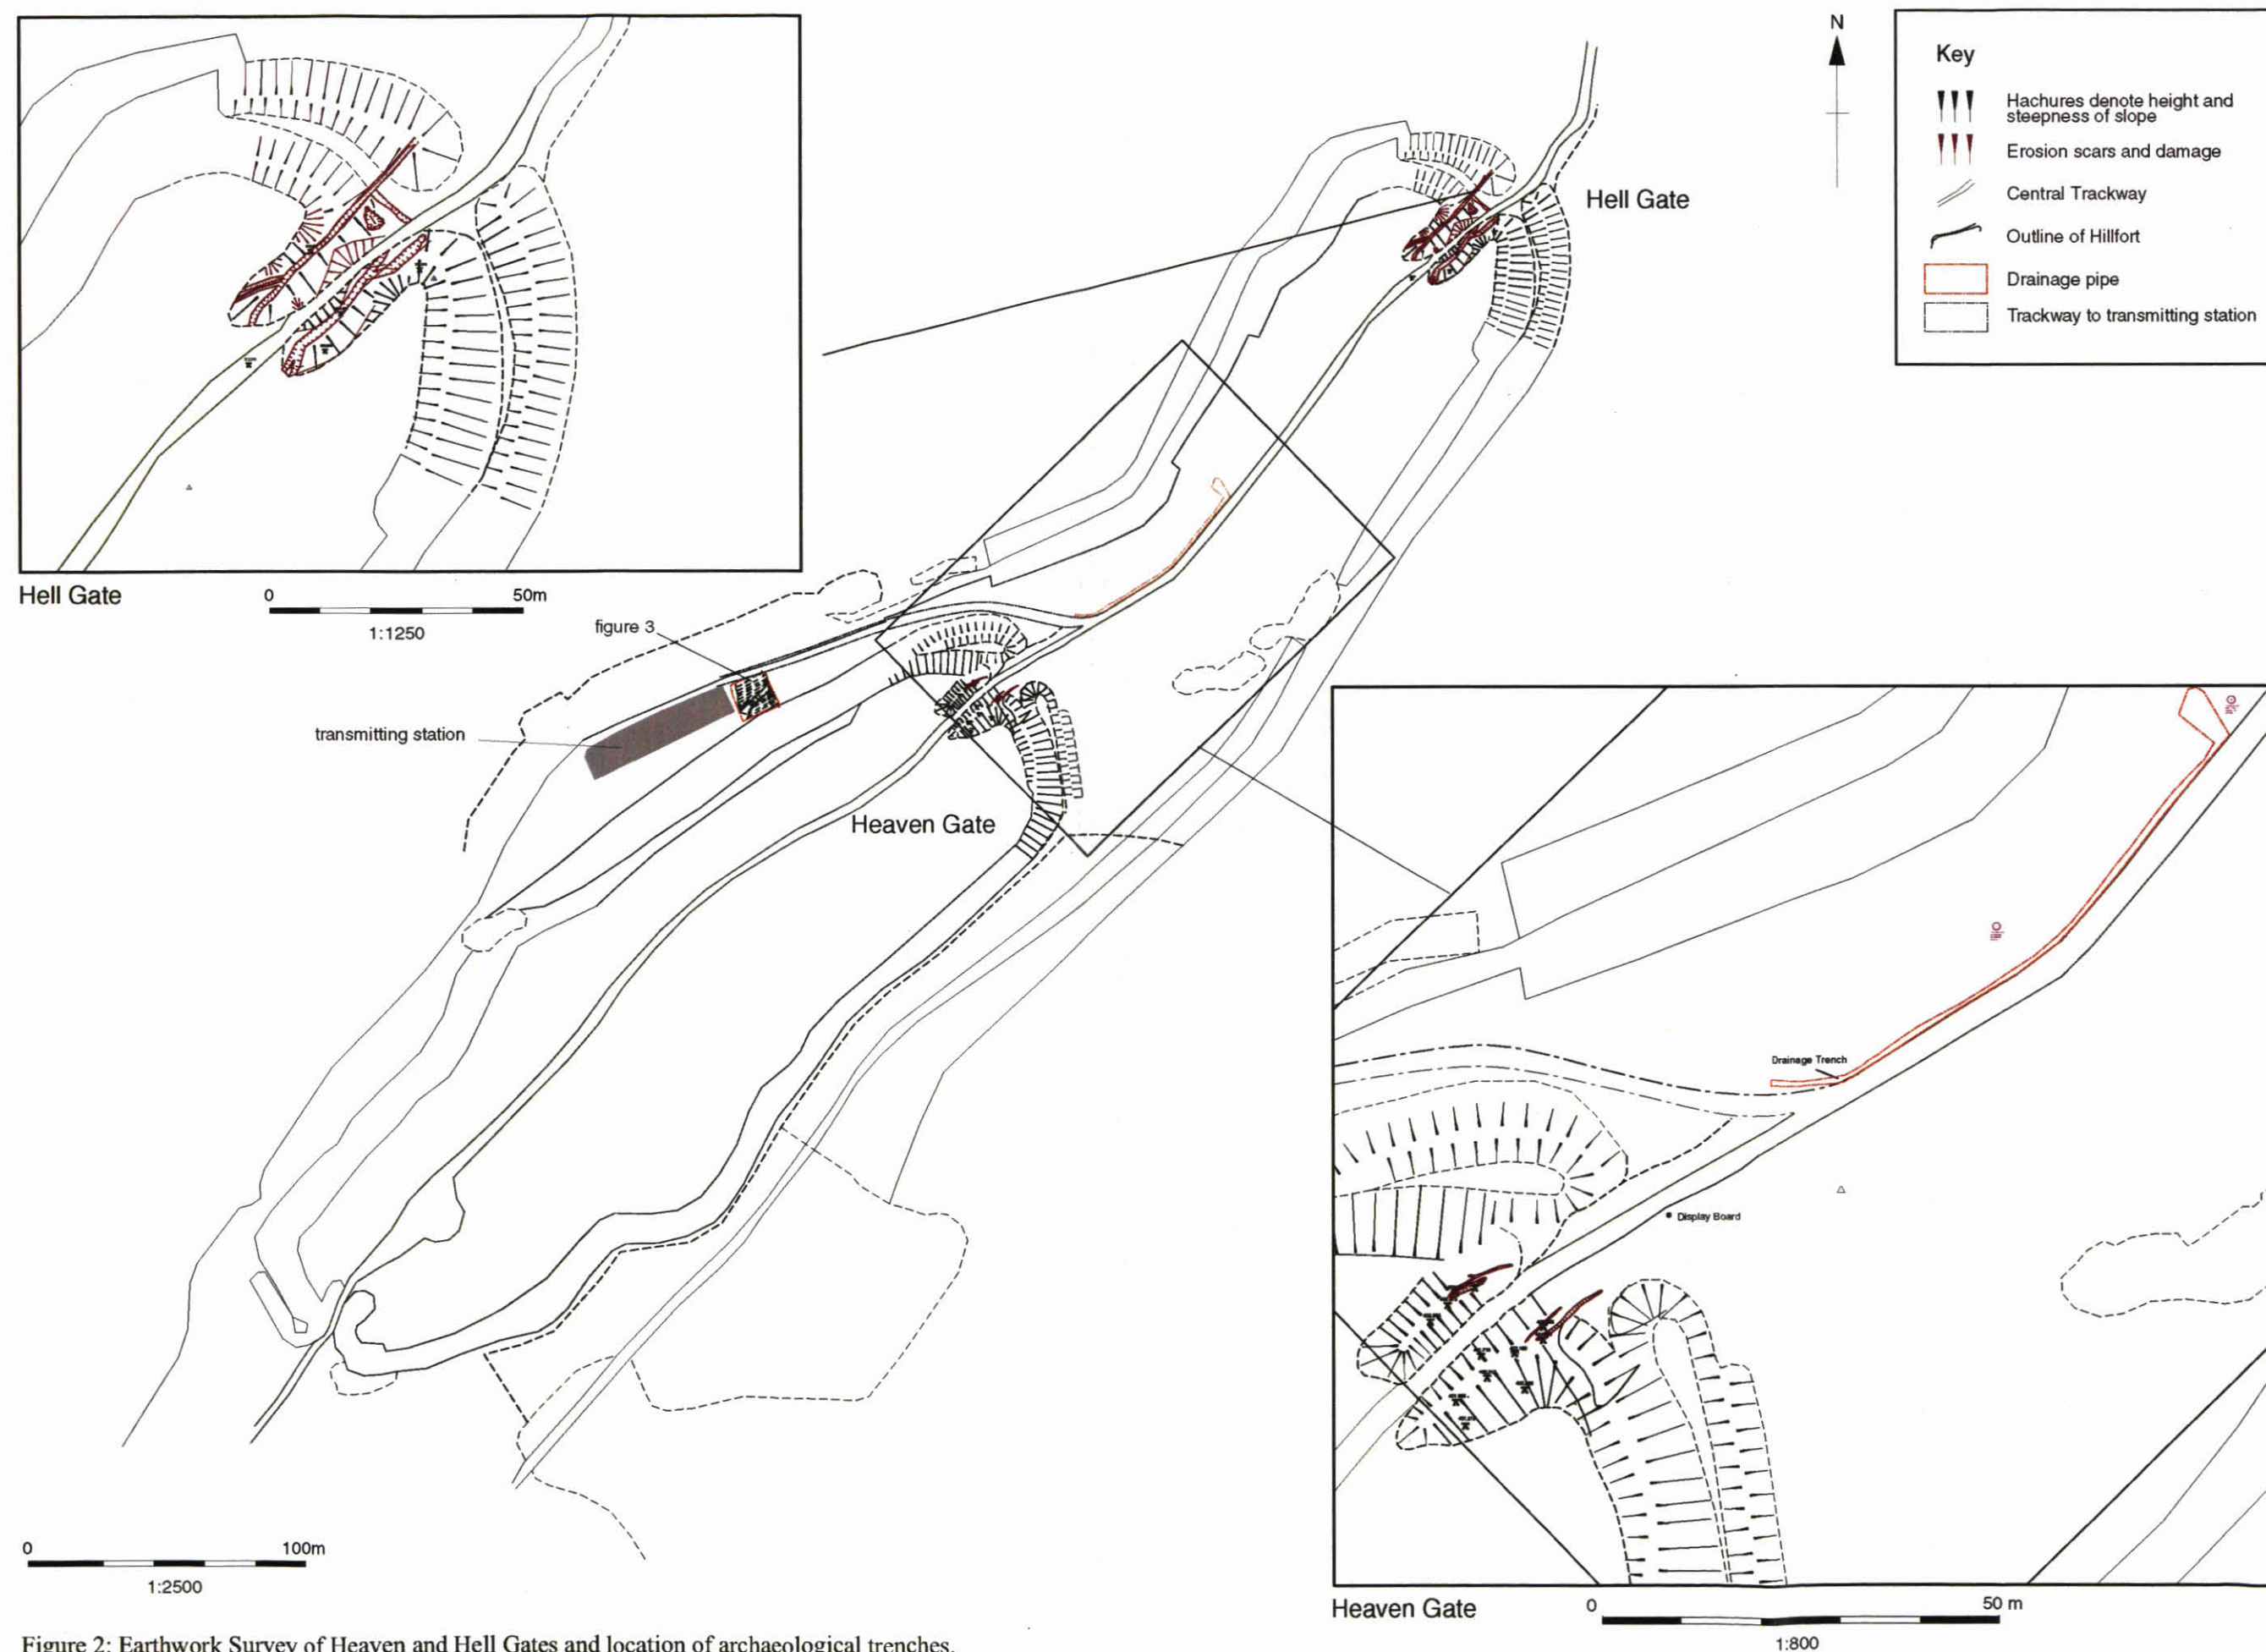 N
Key
Hachures denote height and
steepness of slope
Erosion scars and damage
Central Trackway
Outline of Hillfort
Drainage pipe
Trackway to transmitting station
Hell Gate
Hell Gate
0 50m
1:1250
figure 3
transmitting station
Heaven Gate
Drainage Trench
Display Board
0 100m
1:2500
Heaven Gate
0 50 m
1:800
Figure 2: Earthwork Survey of Heaven and Hell Gates and location of archaeological trenches.